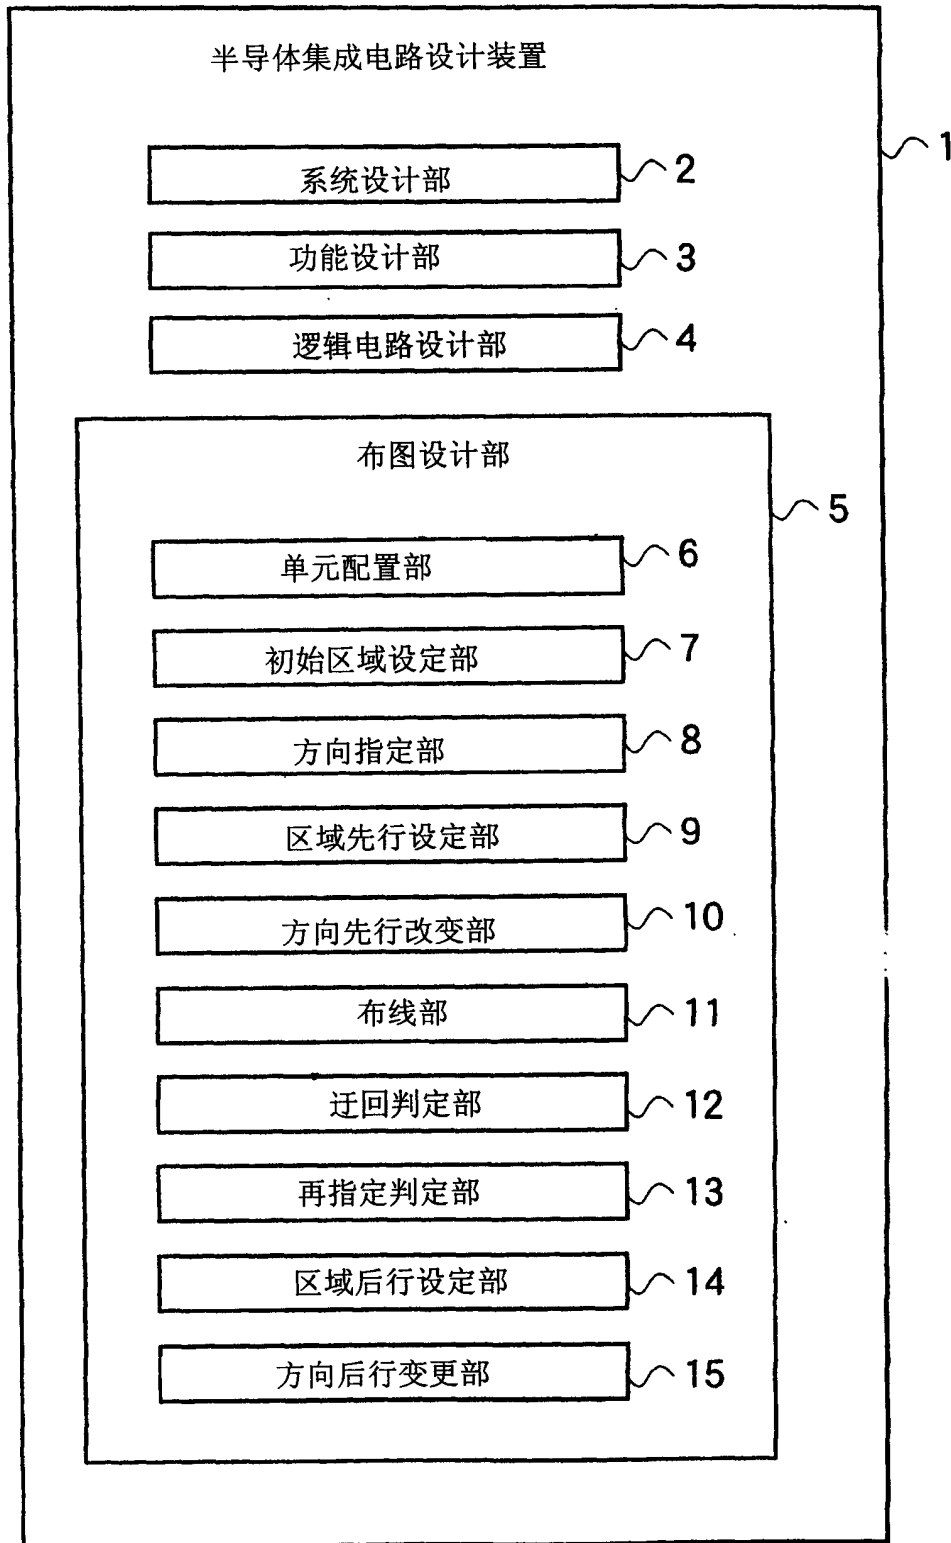 半导体集成电路设计装置
1
系统设计部 2
功能设计部 3
逻辑电路设计部 4
布图设计部
5
单元配置部 6
初始区域设定部 7
方向指定部 8
区域先行设定部 9
方向先行改变部 10
布线部 11
迂回判定部 12
再指定判定部 13
区域后行设定部 14
方向后行变更部 15